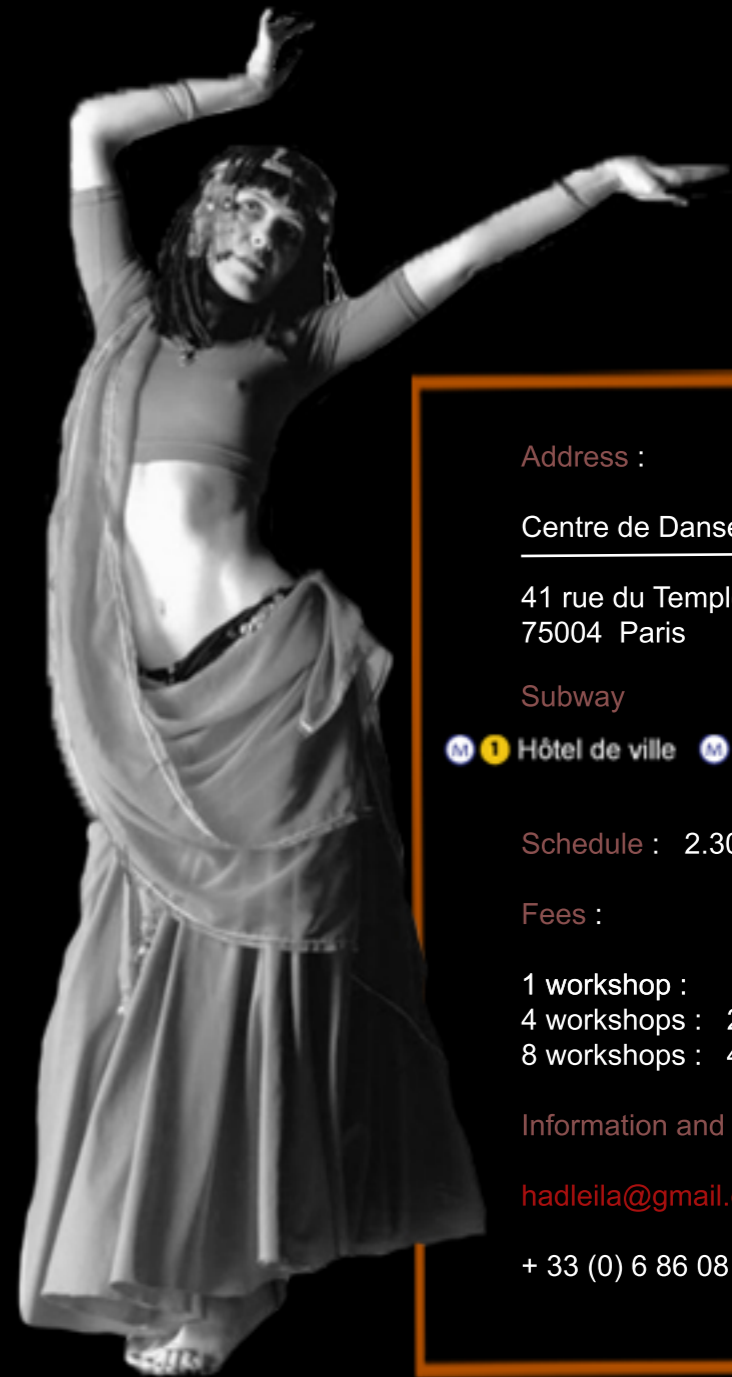 Address :
Centre de Danse
41 rue du Templ
75004 Paris
Subway
M 1 Hôtel de ville M
Schedule : 2.30
Fees :
1 workshop :
4 workshops : 2
8 workshops : 4
Information and
hadleila@gmail.
+ 33 (0) 6 86 08